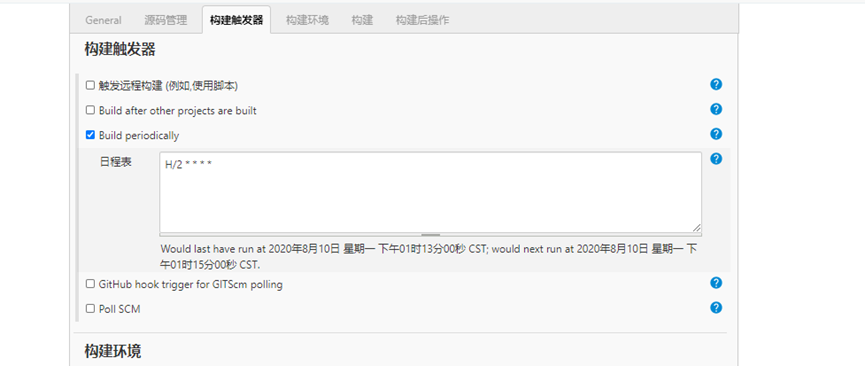 General 源码管理 构建触发器 构建环境 构建 构建后操作
构建触发器
触发远程构建 (例如,使用脚本)
Build after other projects are built
Build periodically
日程表
H/2 * * * *
Would last have run at 2020年8月10日 星期一 下午01时13分00秒 CST; would next run at 2020年8月10日 星期一 下
午01时15分00秒 CST.
GitHub hook trigger for GITScm polling
Poll SCM
构建环境